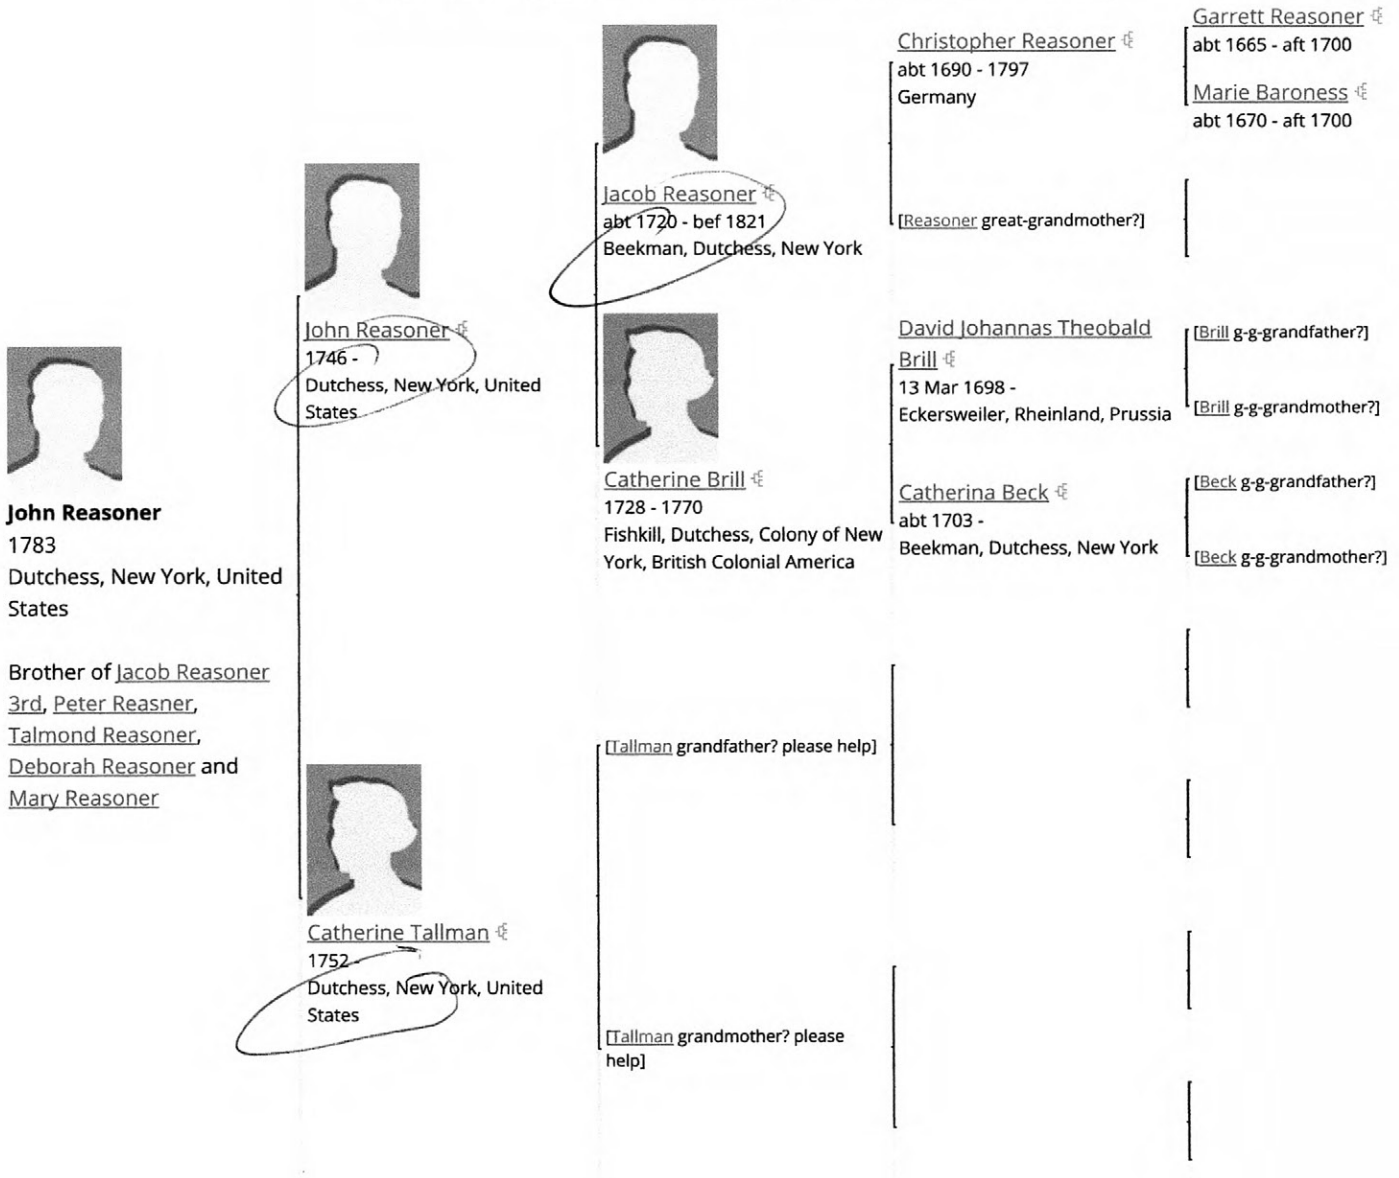 John Reasoner
1783
Dutchess, New York, United
States
Brother of Jacob Reasoner
3rd, Peter Reasner,
Talmond Reasoner,
Deborah Reasoner and
Mary Reasoner
John Reasoner
1746 -
Dutchess, New York, United
States
Catherine Tallman
1752 -
Dutchess, New York, United
States
Jacob Reasoner
abt 1720 - bef 1821
Beekman, Dutchess, New York
Catherine Brill
1728 - 1770
Fishkill, Dutchess, Colony of New
York, British Colonial America
[Tallman grandfather? please help]
[Tallman grandmother? please
help]
Christopher Reasoner
abt 1690 - 1797
Germany
[Reasoner great-grandmother?]
David Johannas Theobald
Brill
13 Mar 1698 -
Eckersweiler, Rheinland, Prussia
Catherina Beck
abt 1703 -
Beekman, Dutchess, New York
Garrett Reasoner
abt 1665 - aft 1700
Marie Baroness
abt 1670 - aft 1700
[Brill g-g-grandfather?]
[Brill g-g-grandmother?]
[Beck g-g-grandfather?]
[Beck g-g-grandmother?]